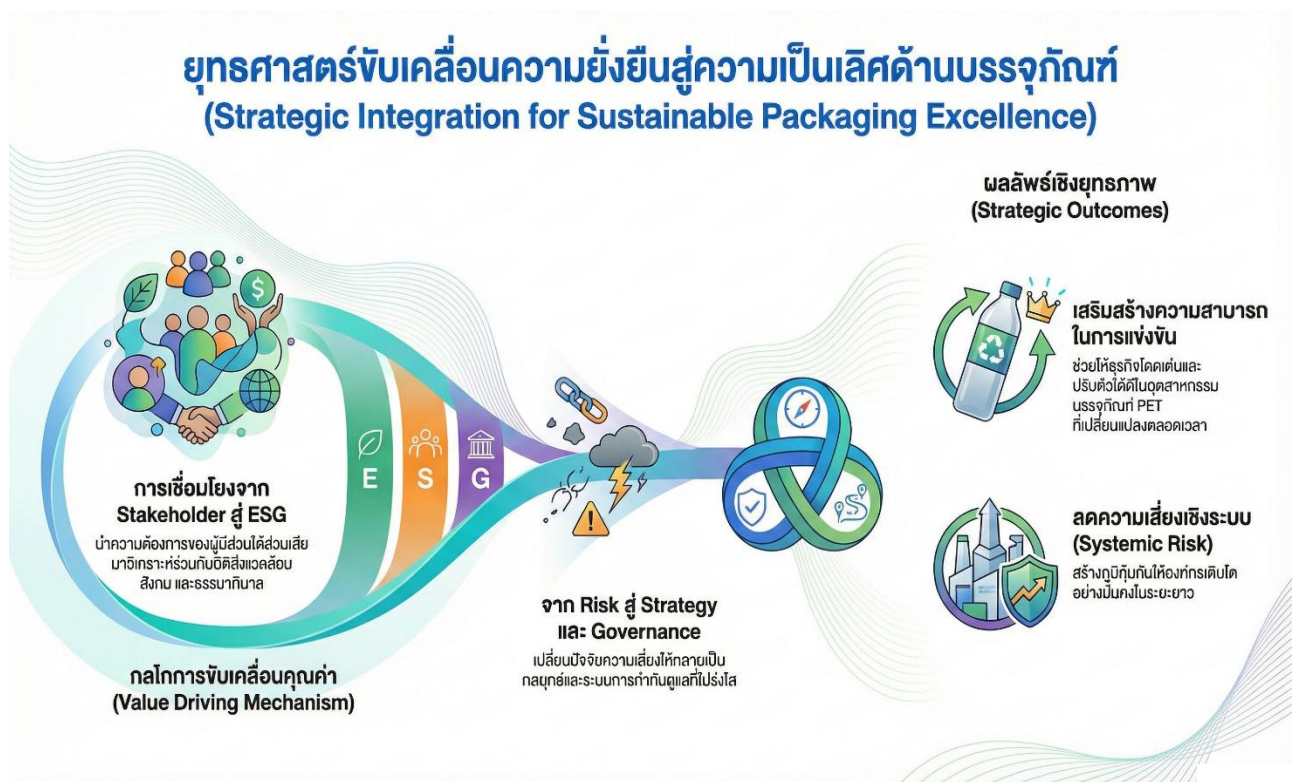 ยุทธศาสตร์ขับเคลื่อนความยั่งยืนสู่ความเป็นเลิศด้านบรรจุภัณฑ์
(Strategic Integration for Sustainable Packaging Excellence)
$
E
S
G
การเชื่อมโยงจาก
Stakeholder สู่ ESG
นำความต้องการของผู้มีส่วนได้ส่วนเสีย
มาวิเคราะห์ร่วมกับมิติสิ่งแวดล้อม
สังคม และธรรมาภิบาล
กลไกการขับเคลื่อนคุณค่า
(Value Driving Mechanism)
จาก Risk สู่ Strategy
และ Governance
เปลี่ยนปัจจัยความเสี่ยงให้กลายเป็น
กลยุทธ์และระบบการกำกับดูแลที่โปร่งใส
ผลลัพธ์เชิงยุทธภาพ
(Strategic Outcomes)
เสริมสร้างความสามารถ
ในการแข่งขัน
ช่วยให้ธุรกิจโดดเด่นและ
ปรับตัวได้ดีในอุตสาหกรรม
บรรจุภัณฑ์ PET
ที่เปลี่ยนแปลงตลอดเวลา
ลดความเสี่ยงเชิงระบบ
(Systemic Risk)
สร้างภูมิคุ้มกันให้องค์กรเติบโต
อย่างมั่นคงในระยะยาว